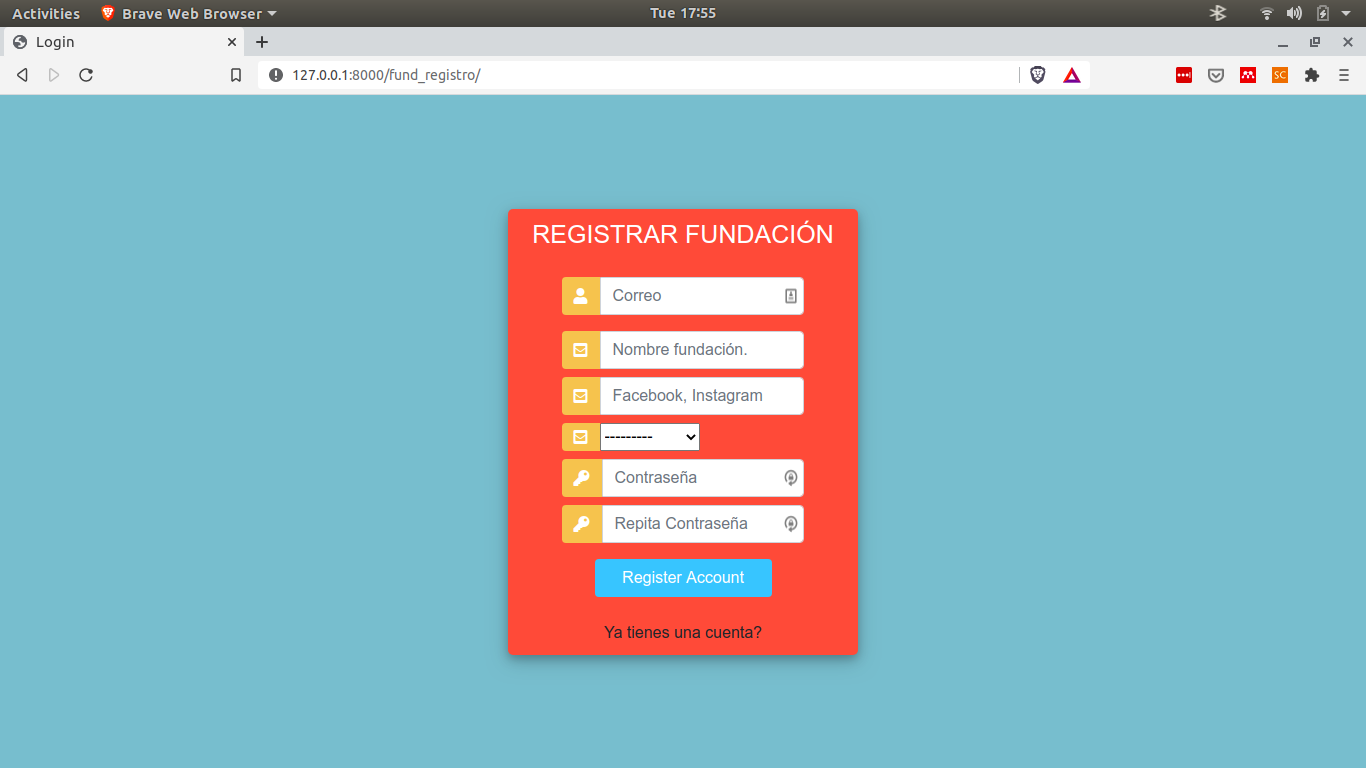 Activities Brave Web Browser Tue 17:55
Login
127.0.0.1:8000/fund_registro/
SC
REGISTRAR FUNDACIÓN
Correo
Nombre fundación.
Facebook, Instagram
---------
Contraseña
Repita Contraseña
Register Account
Ya tienes una cuenta?